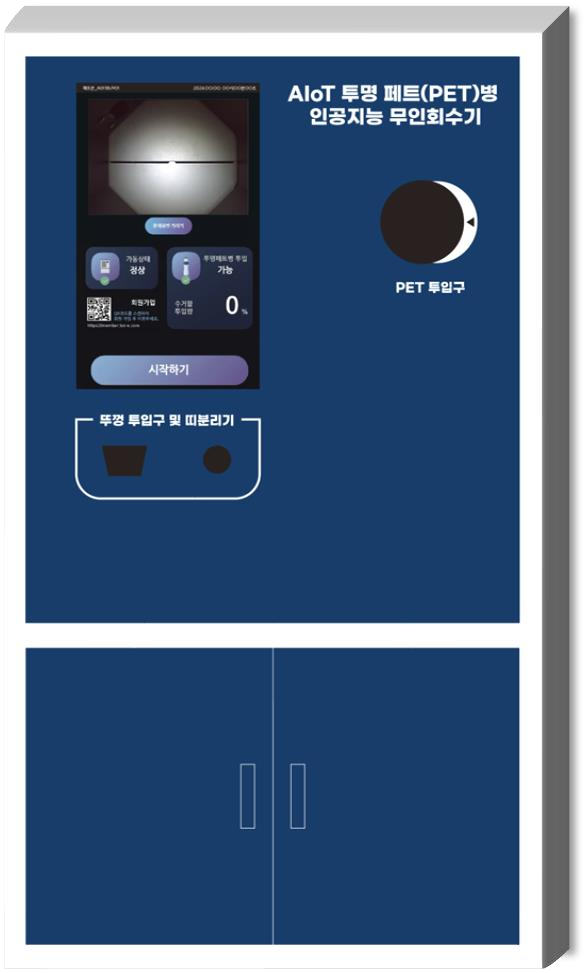 AIoT 투명 페트(PET)병
인공지능 무인회수기
PET 투입구
가동상태
정상
투명페트병 투입
가능
회원가입
수거함
투입량
0 %
시작하기
뚜껑 투입구 및 띠분리기